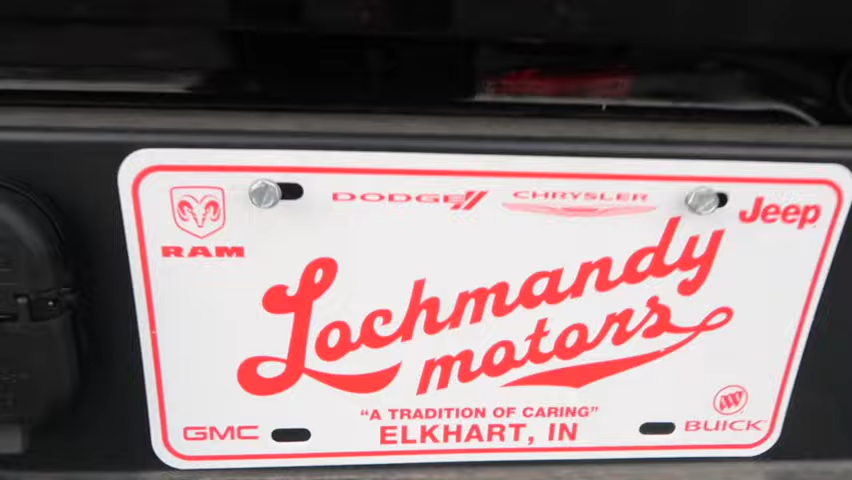 DODGE CHRYSLER Jeep
RAM
Lochmandy
motors
"A TRADITION OF CARING"
GMC ELKHART, IN BUICK